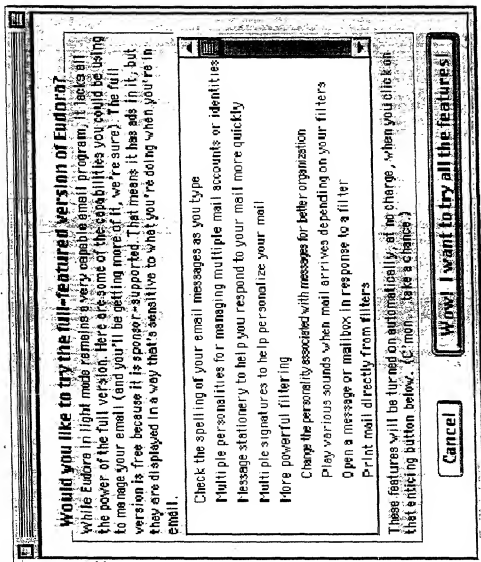 Would you like to try the full-featured version of Eudora?
While Eudora in light mode remains a very capable email program, it lacks all
the power of the full version. Here are some of the capabilities you could be using
to manage your email (and you'll be getting more of it, we're sure). The full
version is free because it is sponsor-supported. That means it has ads in it, but
they are displayed in a way that's sensitive to what you're doing when you're in
email.
Check the spelling of your email messages as you type
Multiple personalities for managing multiple mail accounts or identities
Message stationery to help you respond to your mail more quickly
Multiple signatures to help personalize your mail
More powerful filtering
Change the personality associated with messages for better organization
Play various sounds when mail arrives depending on your filters
Open a message or mailbox in response to a filter
Print mail directly from filters
These features will be turned on automatically, at no charge, when you click on
that enticing button below. (C'mon - take a chance.)
Cancel
Wow! I want to try all the features!